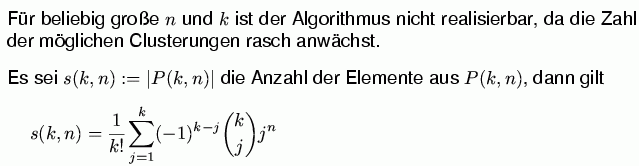 Für beliebig große n und k ist der Algorithmus nicht realisierbar, da die Zahl
der möglichen Clusterungen rasch anwächst.
Es sei s(k, n) := |P(k, n)| die Anzahl der Elemente aus P(k, n), dann gilt
s(k, n) = \frac{1}{k!} \sum_{j=1}^{k} (-1)^{k-j} \binom{k}{j} j^n